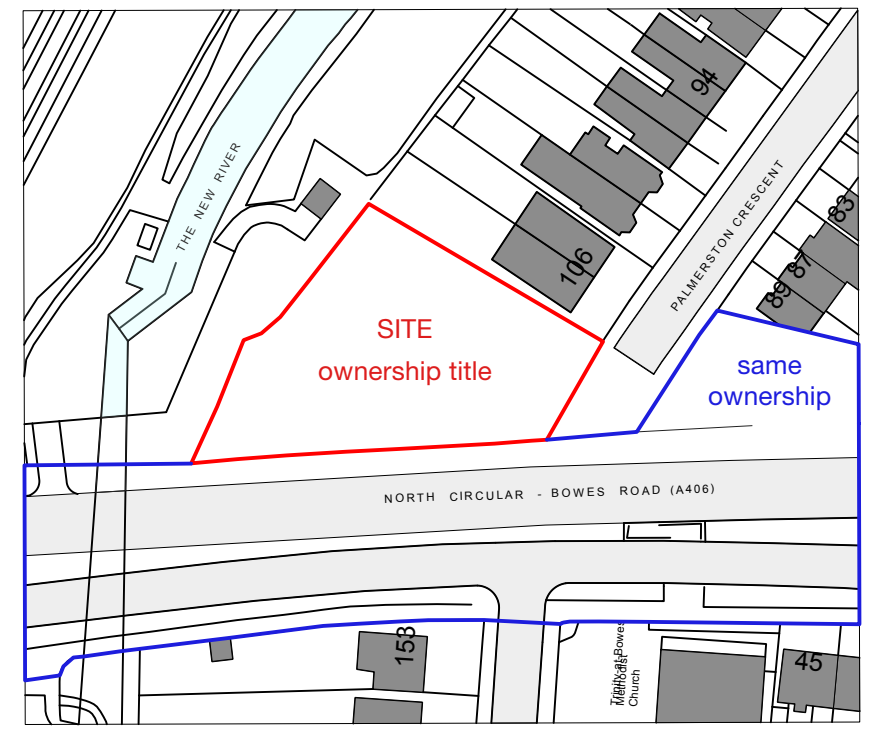 THE NEW RIVER
94
106
PALMERSTON CRESCENT
83
87
89
SITE
ownership title
same
ownership
NORTH CIRCULAR - BOWES ROAD (A406)
153
Trinity-at-Bowes
Methodist
Church
45